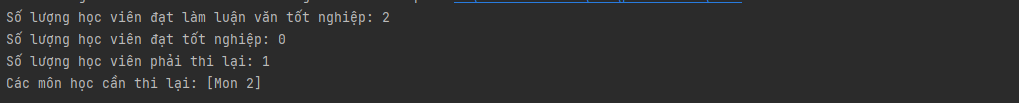 Số lượng học viên đạt làm luận văn tốt nghiệp: 2
Số lượng học viên đạt tốt nghiệp: 0
Số lượng học viên phải thi lại: 1
Các môn học cần thi lại: [Mon 2]